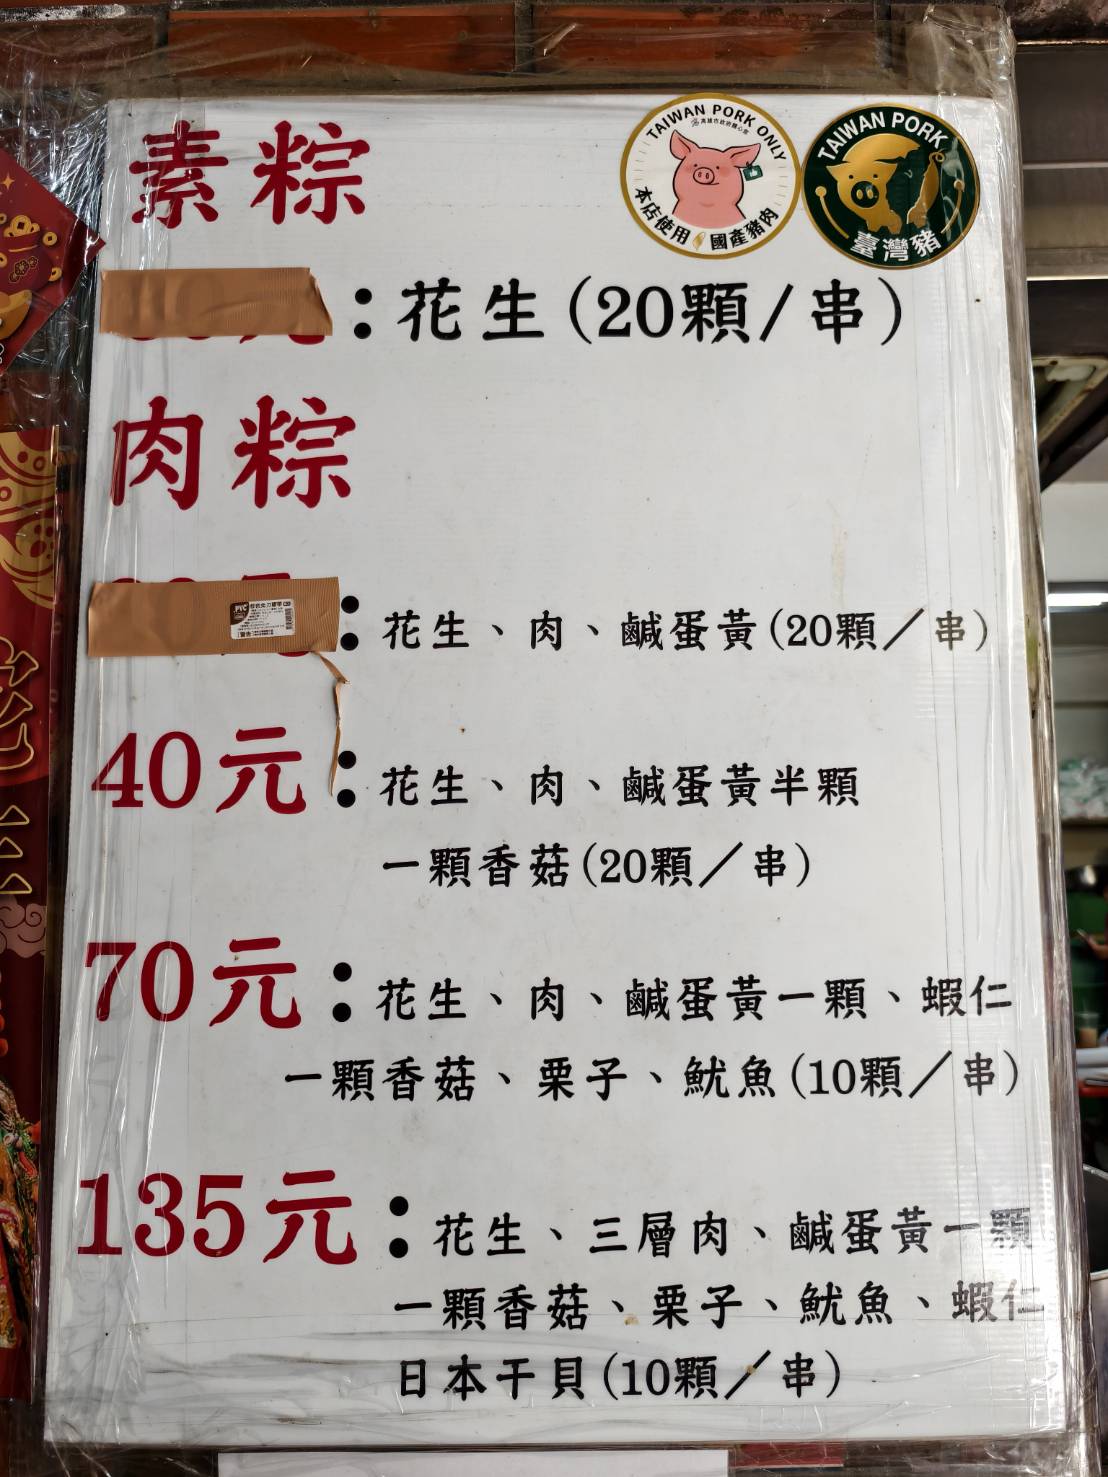 素粽
TAIWAN PORK ONLY
本店使用 國產豬肉
TAIWAN PORK
臺灣豬
元：花生(20顆/串)
肉粽
元：花生、肉、鹹蛋黃(20顆／串)
PVC
40元：花生、肉、鹹蛋黃半顆
一顆香菇(20顆／串)
70元：花生、肉、鹹蛋黃一顆、蝦仁
一顆香菇、栗子、魷魚(10顆／串)
135元：花生、三層肉、鹹蛋黃一顆
一顆香菇、栗子、魷魚、蝦仁
日本干貝(10顆／串)